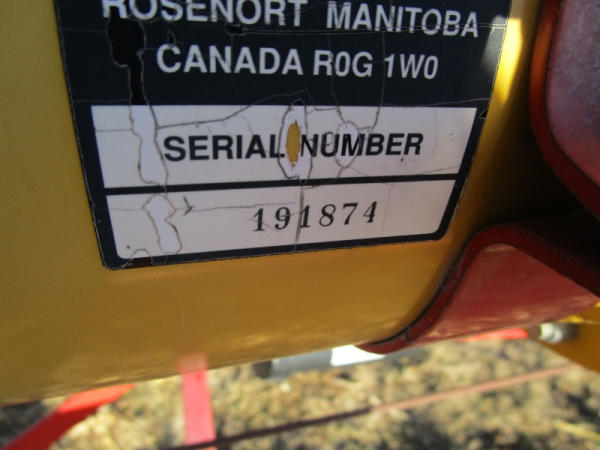 ROSENORT MANITOBA
CANADA R0G 1W0
SERIAL NUMBER
191874